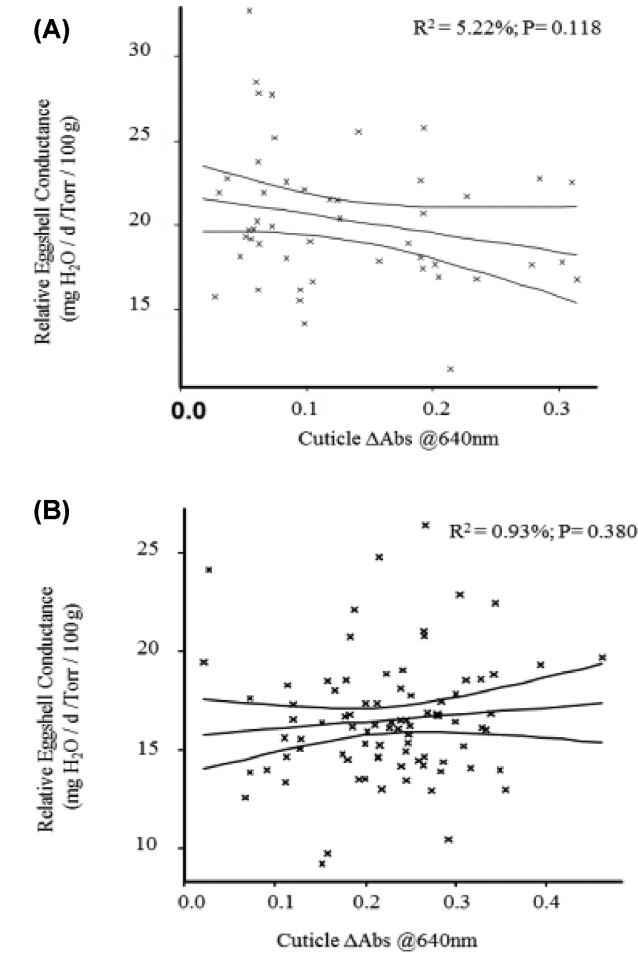 (A)
R² = 5.22%; P= 0.118
30
25
20
15
Relative Eggshell Conductance
(mg H₂O / d /Torr / 100 g)
0.0
0.1
0.2
0.3
Cuticle ΔAbs @640nm
(B)
R² = 0.93%; P= 0.380
25
20
15
10
Relative Eggshell Conductance
(mg H₂O / d /Torr / 100 g)
0.0
0.1
0.2
0.3
0.4
Cuticle ΔAbs @640nm